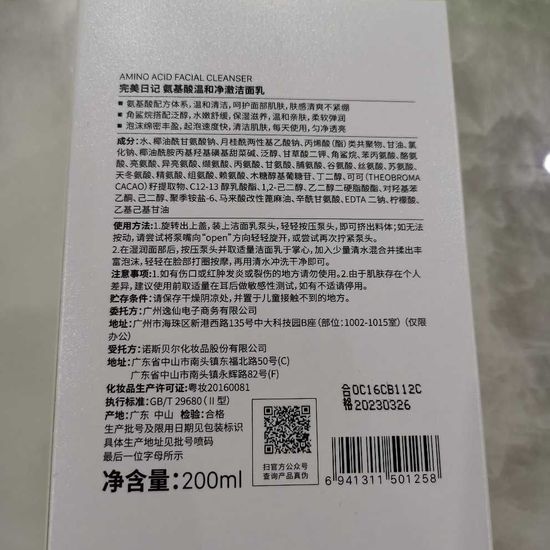 AMINO ACID FACIAL CLEANSER
完美日记 氨基酸温和净澈洁面乳
▪氨基酸配方体系，温和清洁，呵护面部肌肤，肤感清爽不紧绷
▪角鲨烷搭配泛醇，水嫩舒缓，保湿滋养，温和亲肤，柔软弹润
▪泡沫绵密丰盈，起泡速度快，清洁肌肤，每天使用，匀净透亮
成分：水、椰油酰甘氨酸钠、月桂酰两性基乙酸钠、丙烯酸（酯）类共聚物、甘油、氯
化钠、椰油酰胺丙基羟基磺基甜菜碱、泛醇、甘草酸二钾、角鲨烷、苯丙氨酸、酪氨
酸、亮氨酸、异亮氨酸、缬氨酸、丙氨酸、甘氨酸、脯氨酸、谷氨酸、丝氨酸、苏氨酸、
天冬氨酸、精氨酸、组氨酸、赖氨酸、木糖醇基葡糖苷、丁二醇、可可（THEOBROMA
CACAO）籽提取物、C12-13 醇乳酸酯、1,2-己二醇、乙二醇二硬脂酸酯、对羟基苯
乙酮、己二醇、聚季铵盐-6、马来酸改性蓖麻油、辛酰甘氨酸、EDTA 二钠、柠檬酸、
乙基己基甘油
使用方法：1.旋转出上盖，装上洁面乳泵头，轻轻按压泵头，即可挤出料体；如无法
按动，请尝试将泵嘴向“open”方向轻轻旋开，或尝试再次拧紧泵头。
2.在湿润面部后，按压泵头并取适量洁面乳于掌心，加入少量清水混合并揉出丰
富泡沫，轻轻在脸部打圈按摩，再用清水冲洗干净即可。
注意事项：1.如有伤口或红肿发炎或裂伤的地方请勿使用。2.由于肌肤存在个人
差异，建议使用前取适量在耳后做敏感性测试，如有不适请停用。
贮存条件：请保存干燥阴凉处，并置于儿童接触不到的地方。
委托方：广州逸仙电子商务有限公司
地址：广州市海珠区新港西路135号中大科技园B座（部位：1002-1015室）（仅限
办公）
受托方：诺斯贝尔化妆品股份有限公司
地址：广东省中山市南头镇东福北路50号(C)
广东省中山市南头镇永辉路82号(F)
化妆品生产许可证：粤妆20160081
执行标准：GB/T 29680（Ⅱ型）
产地：广东 中山 检验：合格
生产批号及限用日期见包装标识
具体生产地址见批号喷码
最后一位字母所示
净含量：200ml
扫官方公众号
查询产品真伪
合格
OC16CB112C
20230326
6 941311 501258